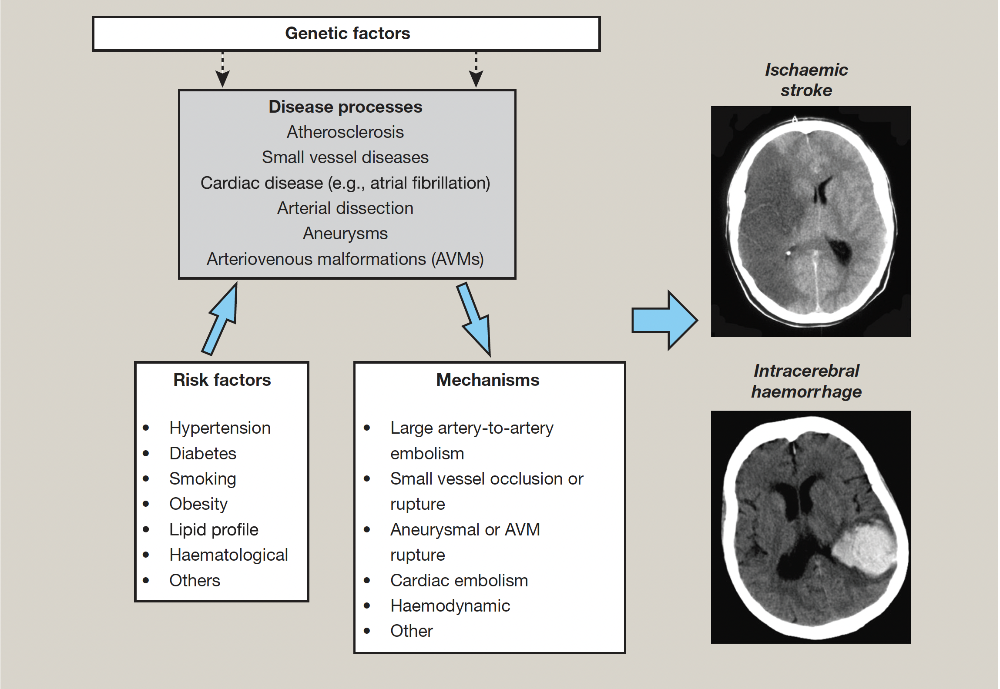 Genetic factors
Disease processes
Atherosclerosis
Small vessel diseases
Cardiac disease (e.g., atrial fibrillation)
Arterial dissection
Aneurysms
Arteriovenous malformations (AVMs)
Risk factors
• Hypertension
• Diabetes
• Smoking
• Obesity
• Lipid profile
• Haematological
• Others
Mechanisms
• Large artery-to-artery
embolism
• Small vessel occlusion or
rupture
• Aneurysmal or AVM
rupture
• Cardiac embolism
• Haemodynamic
• Other
Ischaemic
stroke
A
Intracerebral
haemorrhage